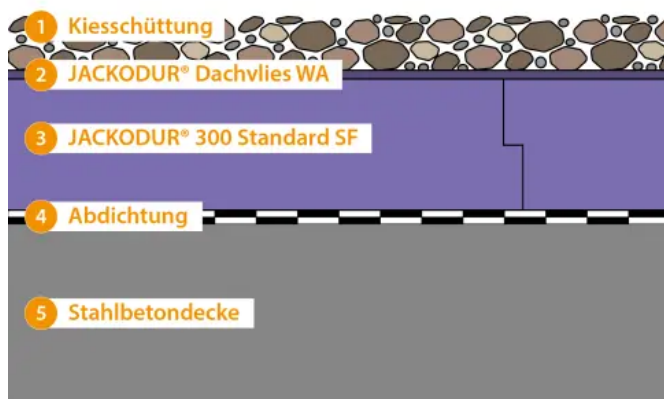 1 Kiesschüttung
2 JACKODUR® Dachvlies WA
3 JACKODUR® 300 Standard SF
4 Abdichtung
5 Stahlbetondecke